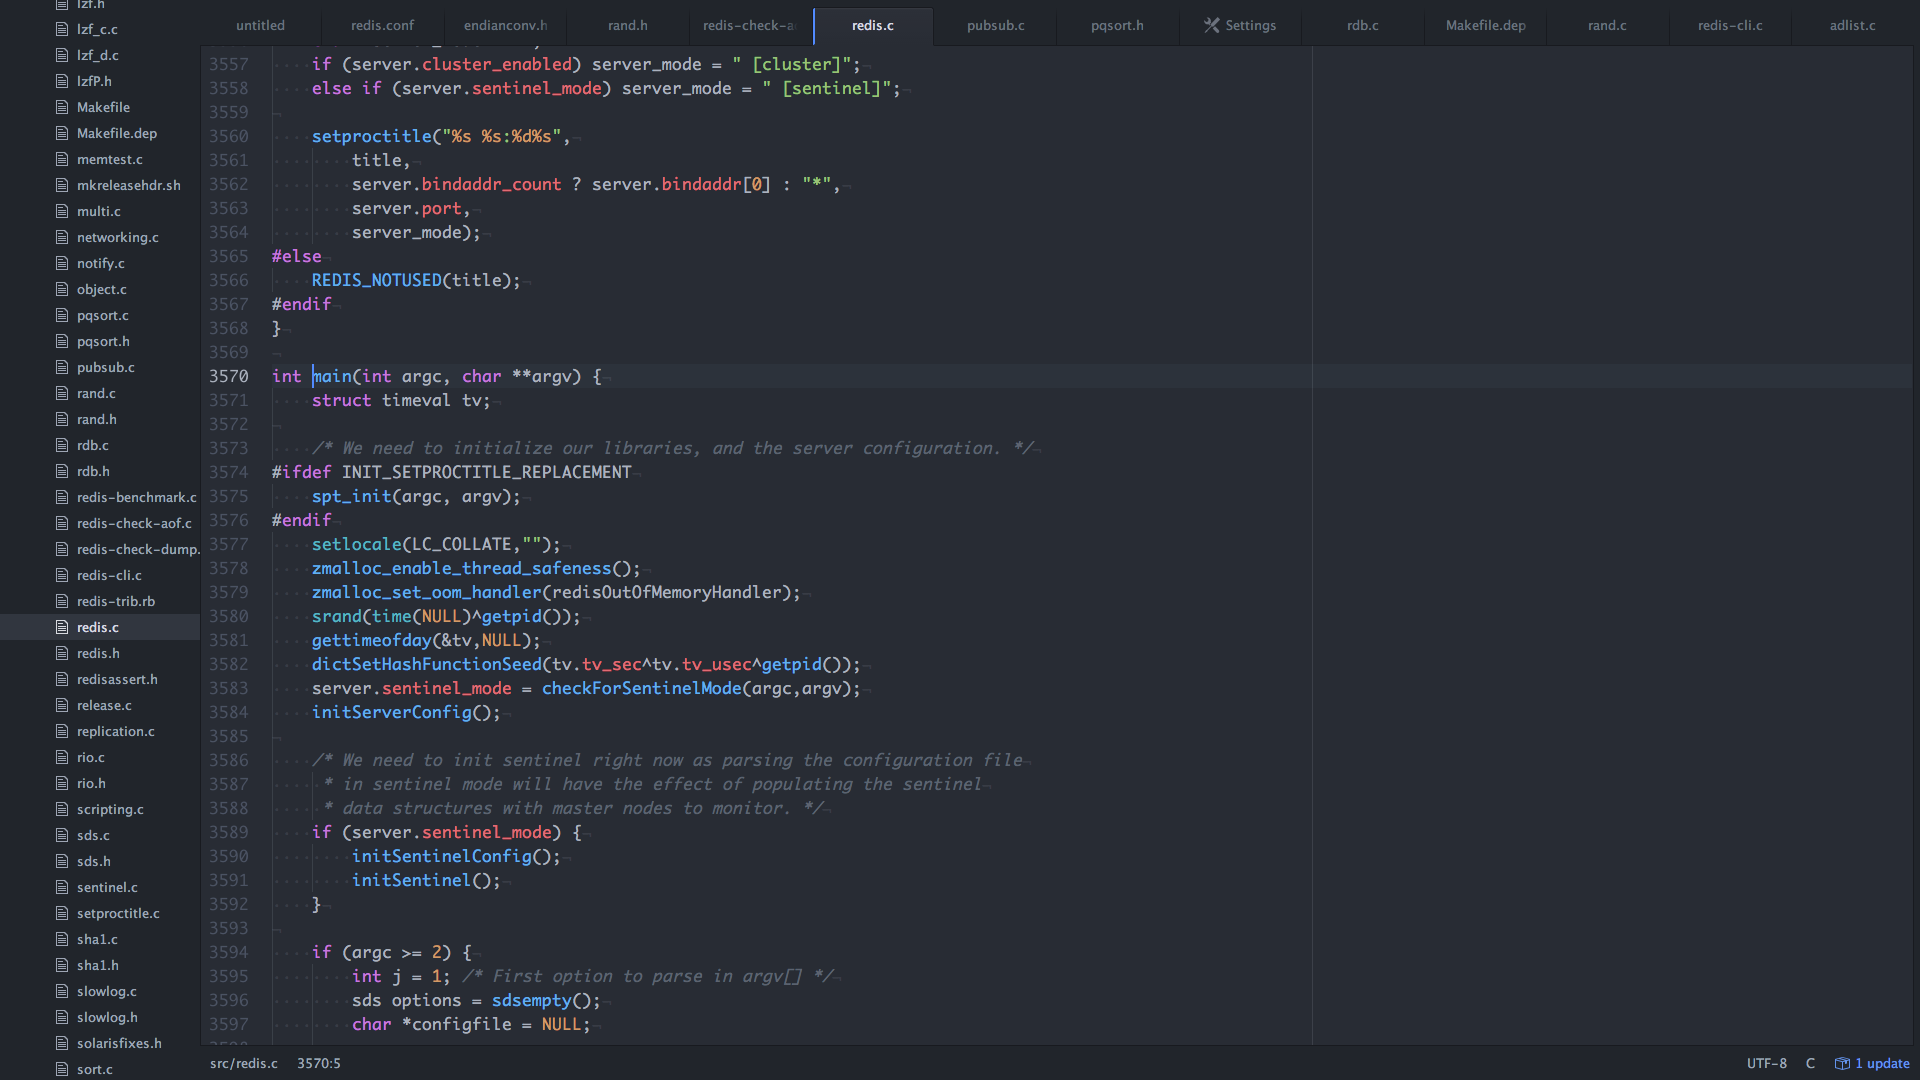 lzf.h
lzf_c.c
lzf_d.c
lzfP.h
Makefile
Makefile.dep
memtest.c
mkreleasehdr.sh
multi.c
networking.c
notify.c
object.c
pqsort.c
pqsort.h
pubsub.c
rand.c
rand.h
rdb.c
rdb.h
redis-benchmark.c
redis-check-aof.c
redis-check-dump.
redis-cli.c
redis-trib.rb
redis.c
redis.h
redisassert.h
release.c
replication.c
rio.c
rio.h
scripting.c
sds.c
sds.h
sentinel.c
setproctitle.c
sha1.c
sha1.h
slowlog.c
slowlog.h
solarisfixes.h
sort.c
untitled redis.conf endianconv.h rand.h redis-check-a redis.c pubsub.c pqsort.h Settings rdb.c Makefile.dep rand.c redis-cli.c adlist.c
3557 if (server.cluster_enabled) server_mode = " [cluster]";
3558 else if (server.sentinel_mode) server_mode = " [sentinel]";
3559
3560 setproctitle("%s %s:%d%s",
3561 title,
3562 server.bindaddr_count ? server.bindaddr[0] : "*",
3563 server.port,
3564 server_mode);
3565 #else
3566 REDIS_NOTUSED(title);
3567 #endif
3568 }
3569
3570 int main(int argc, char **argv) {
3571 struct timeval tv;
3572
3573 /* We need to initialize our libraries, and the server configuration. */
3574 #ifdef INIT_SETPROCTITLE_REPLACEMENT
3575 spt_init(argc, argv);
3576 #endif
3577 setlocale(LC_COLLATE,"");
3578 zmalloc_enable_thread_safeness();
3579 zmalloc_set_oom_handler(redisOutOfMemoryHandler);
3580 srand(time(NULL)^getpid());
3581 gettimeofday(&tv,NULL);
3582 dictSetHashFunctionSeed(tv.tv_sec^tv.tv_usec^getpid());
3583 server.sentinel_mode = checkForSentinelMode(argc,argv);
3584 initServerConfig();
3585
3586 /* We need to init sentinel right now as parsing the configuration file
3587 * in sentinel mode will have the effect of populating the sentinel
3588 * data structures with master nodes to monitor. */
3589 if (server.sentinel_mode) {
3590 initSentinelConfig();
3591 initSentinel();
3592 }
3593
3594 if (argc >= 2) {
3595 int j = 1; /* First option to parse in argv[] */
3596 sds options = sdsempty();
3597 char *configfile = NULL;
src/redis.c 3570:5 UTF-8 C 1 update